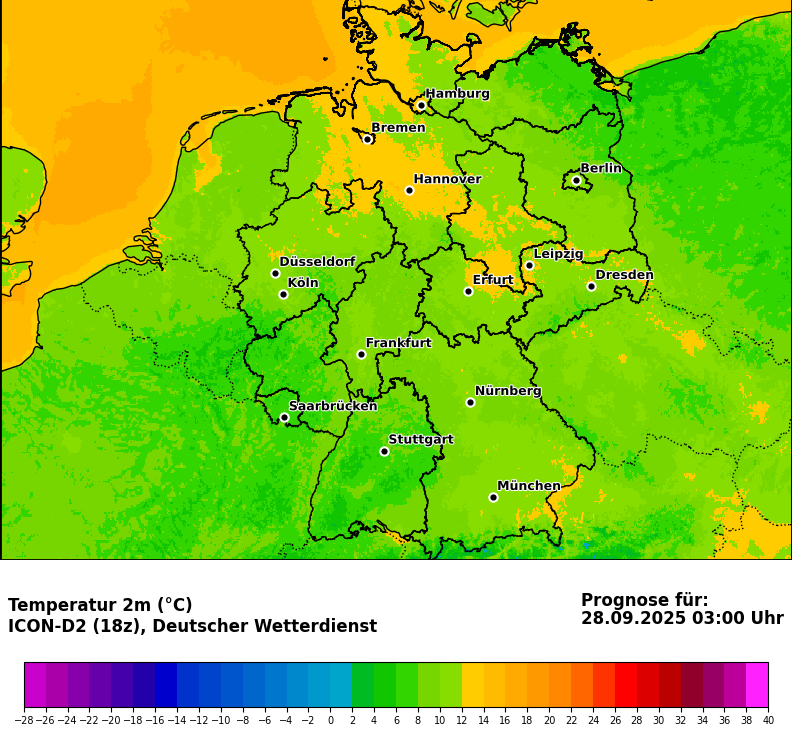 Hamburg
Bremen
Berlin
Hannover
Leipzig
Düsseldorf
Dresden
Erfurt
Köln
Frankfurt
Nürnberg
Saarbrücken
Stuttgart
München
Temperatur 2m (°C)
ICON-D2 (18z), Deutscher Wetterdienst
Prognose für:
28.09.2025 03:00 Uhr
−28 −26 −24 −22 −20 −18 −16 −14 −12 −10 −8 −6 −4 −2 0 2 4 6 8 10 12 14 16 18 20 22 24 26 28 30 32 34 36 38 40